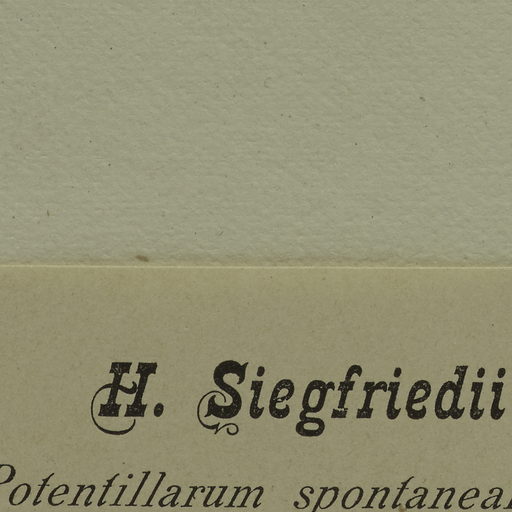 H. Siegfriedii
Potentillarum spontanea